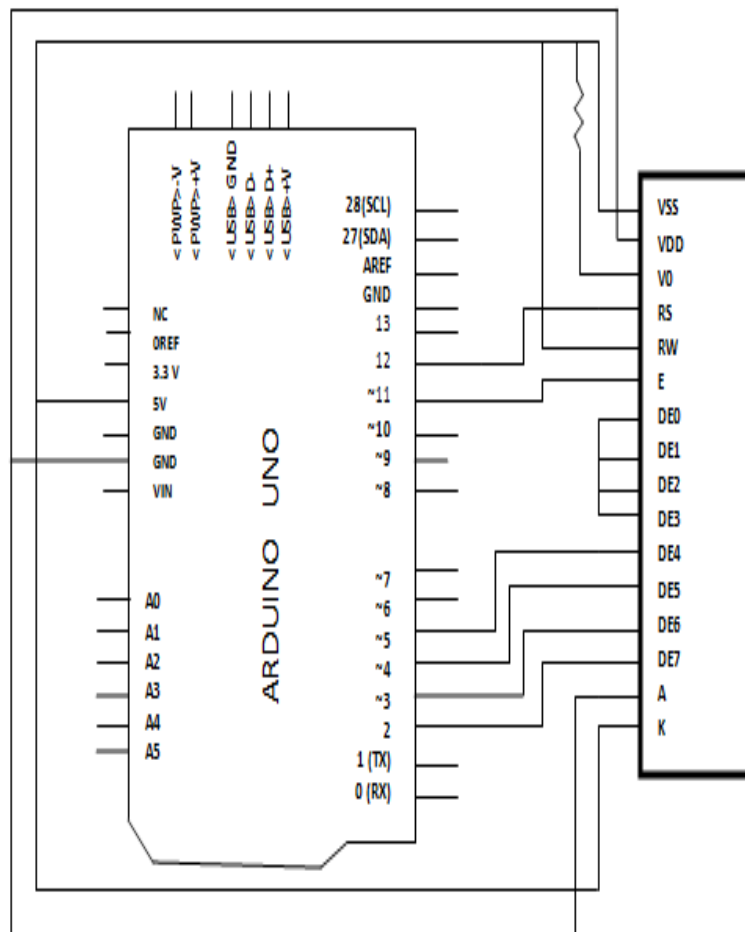 <PWP>-V
<PWP>+V
<USB> GND
<USB> D-
<USB> D+
<USB>+V
28(SCL)
27(SDA)
AREF
GND
13
12
~11
~10
~9
~8
~7
~6
~5
~4
~3
2
1 (TX)
0 (RX)
NC
0REF
3.3 V
5V
GND
GND
VIN
A0
A1
A2
A3
A4
A5
ARDUINO UNO
VSS
VDD
V0
RS
RW
E
DE0
DE1
DE2
DE3
DE4
DE5
DE6
DE7
A
K